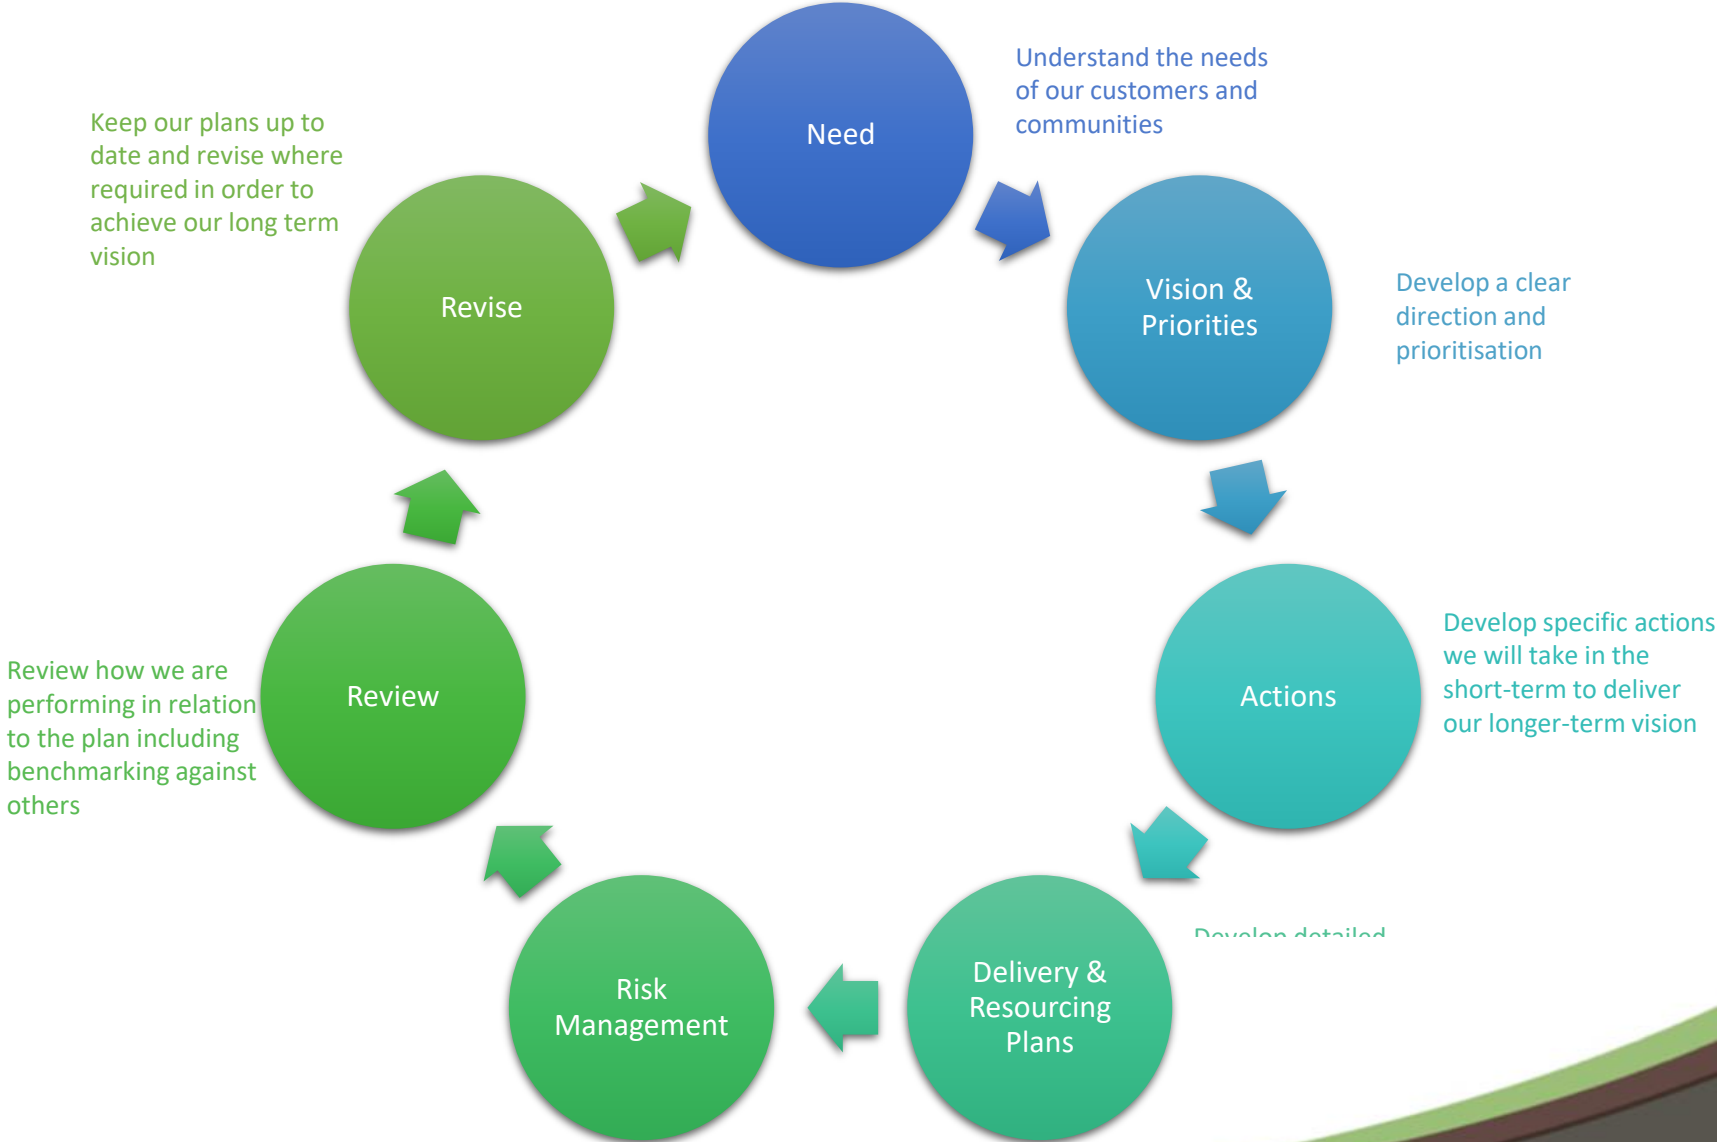 Need
Understand the needs
of our customers and
communities
Vision &
Priorities
Develop a clear
direction and
prioritisation
Actions
Develop specific actions
we will take in the
short-term to deliver
our longer-term vision
Delivery &
Resourcing
Plans
Develop detailed
Risk
Management
Review
Review how we are
performing in relation
to the plan including
benchmarking against
others
Revise
Keep our plans up to
date and revise where
required in order to
achieve our long term
vision